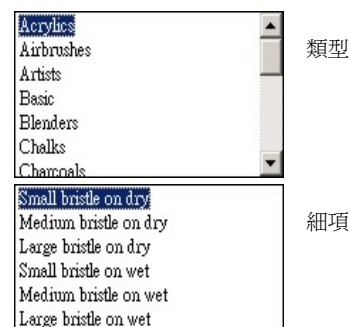 Acrylics
Airbrushes
類型
Artists
Basic
Blenders
Chalks
Charcoals
Small bristle on dry
Medium bristle on dry
細項
Large bristle on dry
Small bristle on wet
Medium bristle on wet
Large bristle on wet